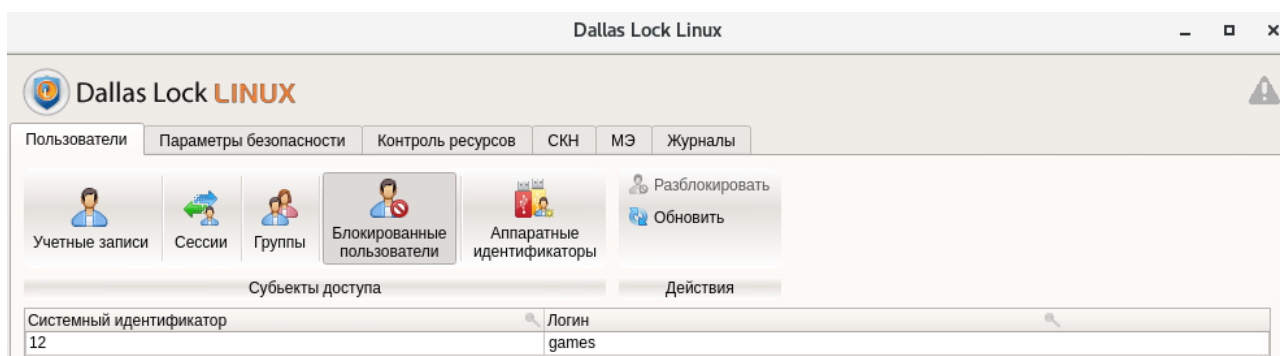 Dallas Lock Linux
Dallas Lock LINUX
Пользователи Параметры безопасности Контроль ресурсов СКН МЭ Журналы
Учетные записи Сессии Группы Блокированные пользователи Аппаратные идентификаторы
Разблокировать
Обновить
Субъекты доступа Действия
Системный идентификатор Логин
12 games